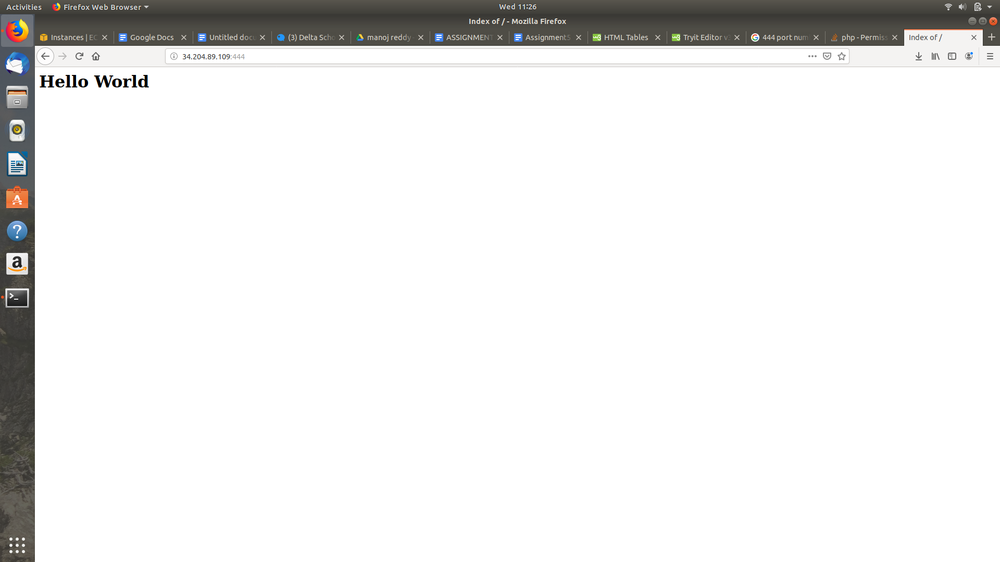 Activities Firefox Web Browser Wed 11:26
Index of / - Mozilla Firefox
Instances | EC Google Docs Untitled docu (3) Delta Scho manoj reddy ASSIGNMENT Assignment5 HTML Tables Tryit Editor v3 444 port num php - Permiss Index of /
34.204.89.109:444
Hello World